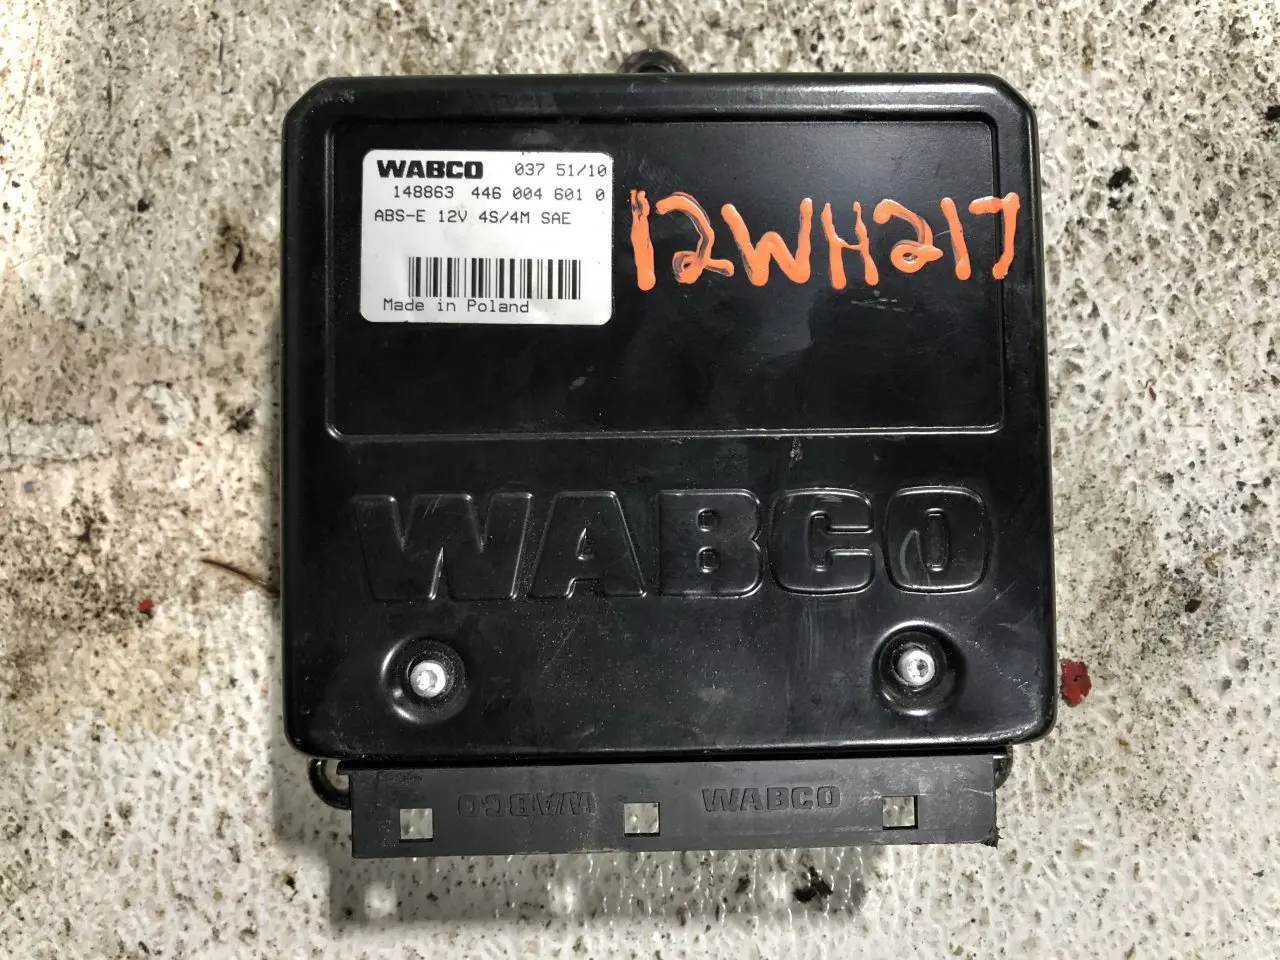 WABCO 037 51/10
148863 446 004 601 0
ABS-E 12V 4S/4M SAE
Made in Poland
12WH217
WABCO
WABCO WABCO